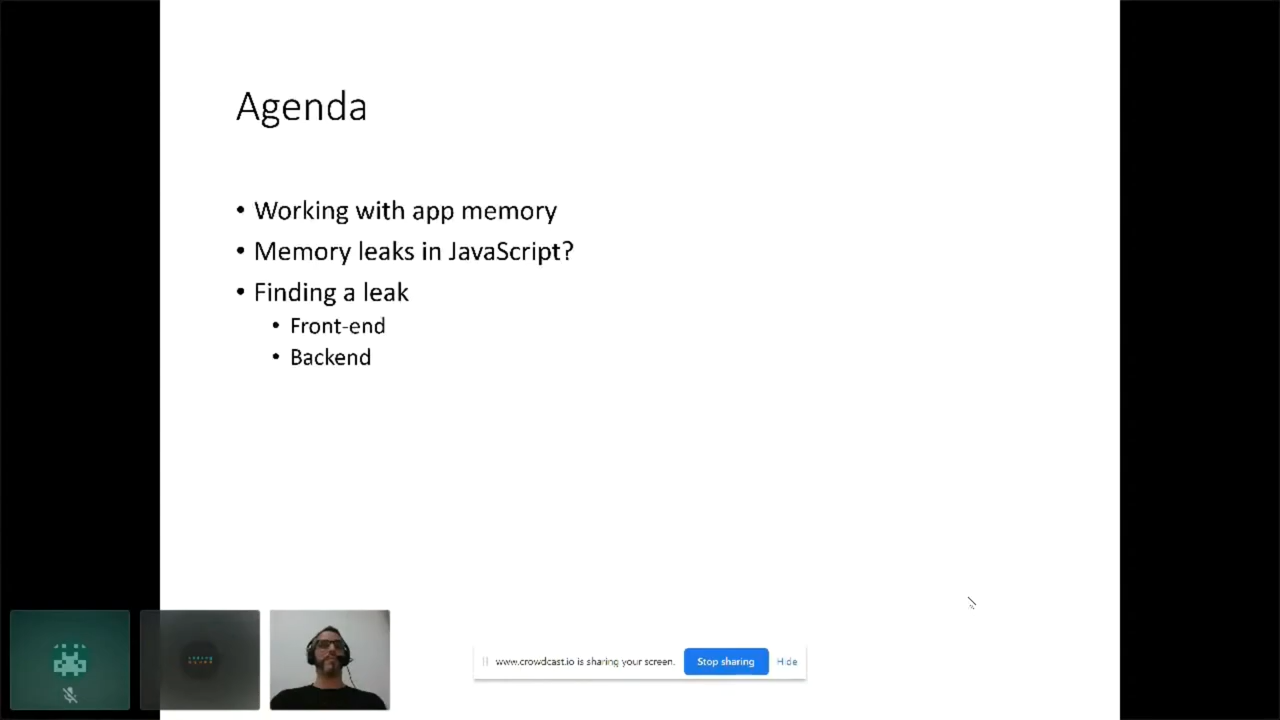 Agenda
• Working with app memory
• Memory leaks in JavaScript?
• Finding a leak
• Front-end
• Backend
www.crowdcast.io is sharing your screen. Stop sharing Hide